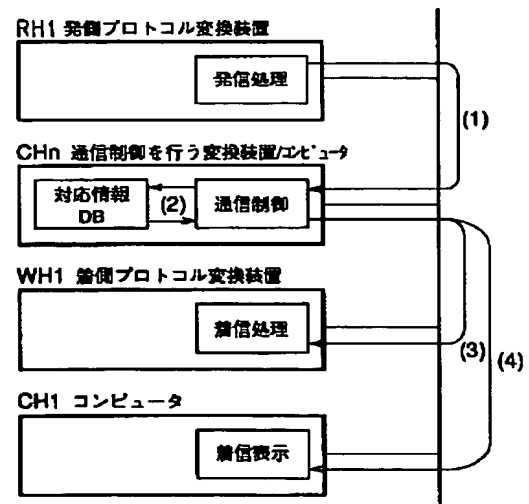 RH1 発側プロトコル変換装置
発信処理
(1)
CHn 通信制御を行う変換装置/コンピュータ
対応情報
DB
(2)
通信制御
WH1 着側プロトコル変換装置
着信処理
(3)
(4)
CH1 コンピュータ
着信表示